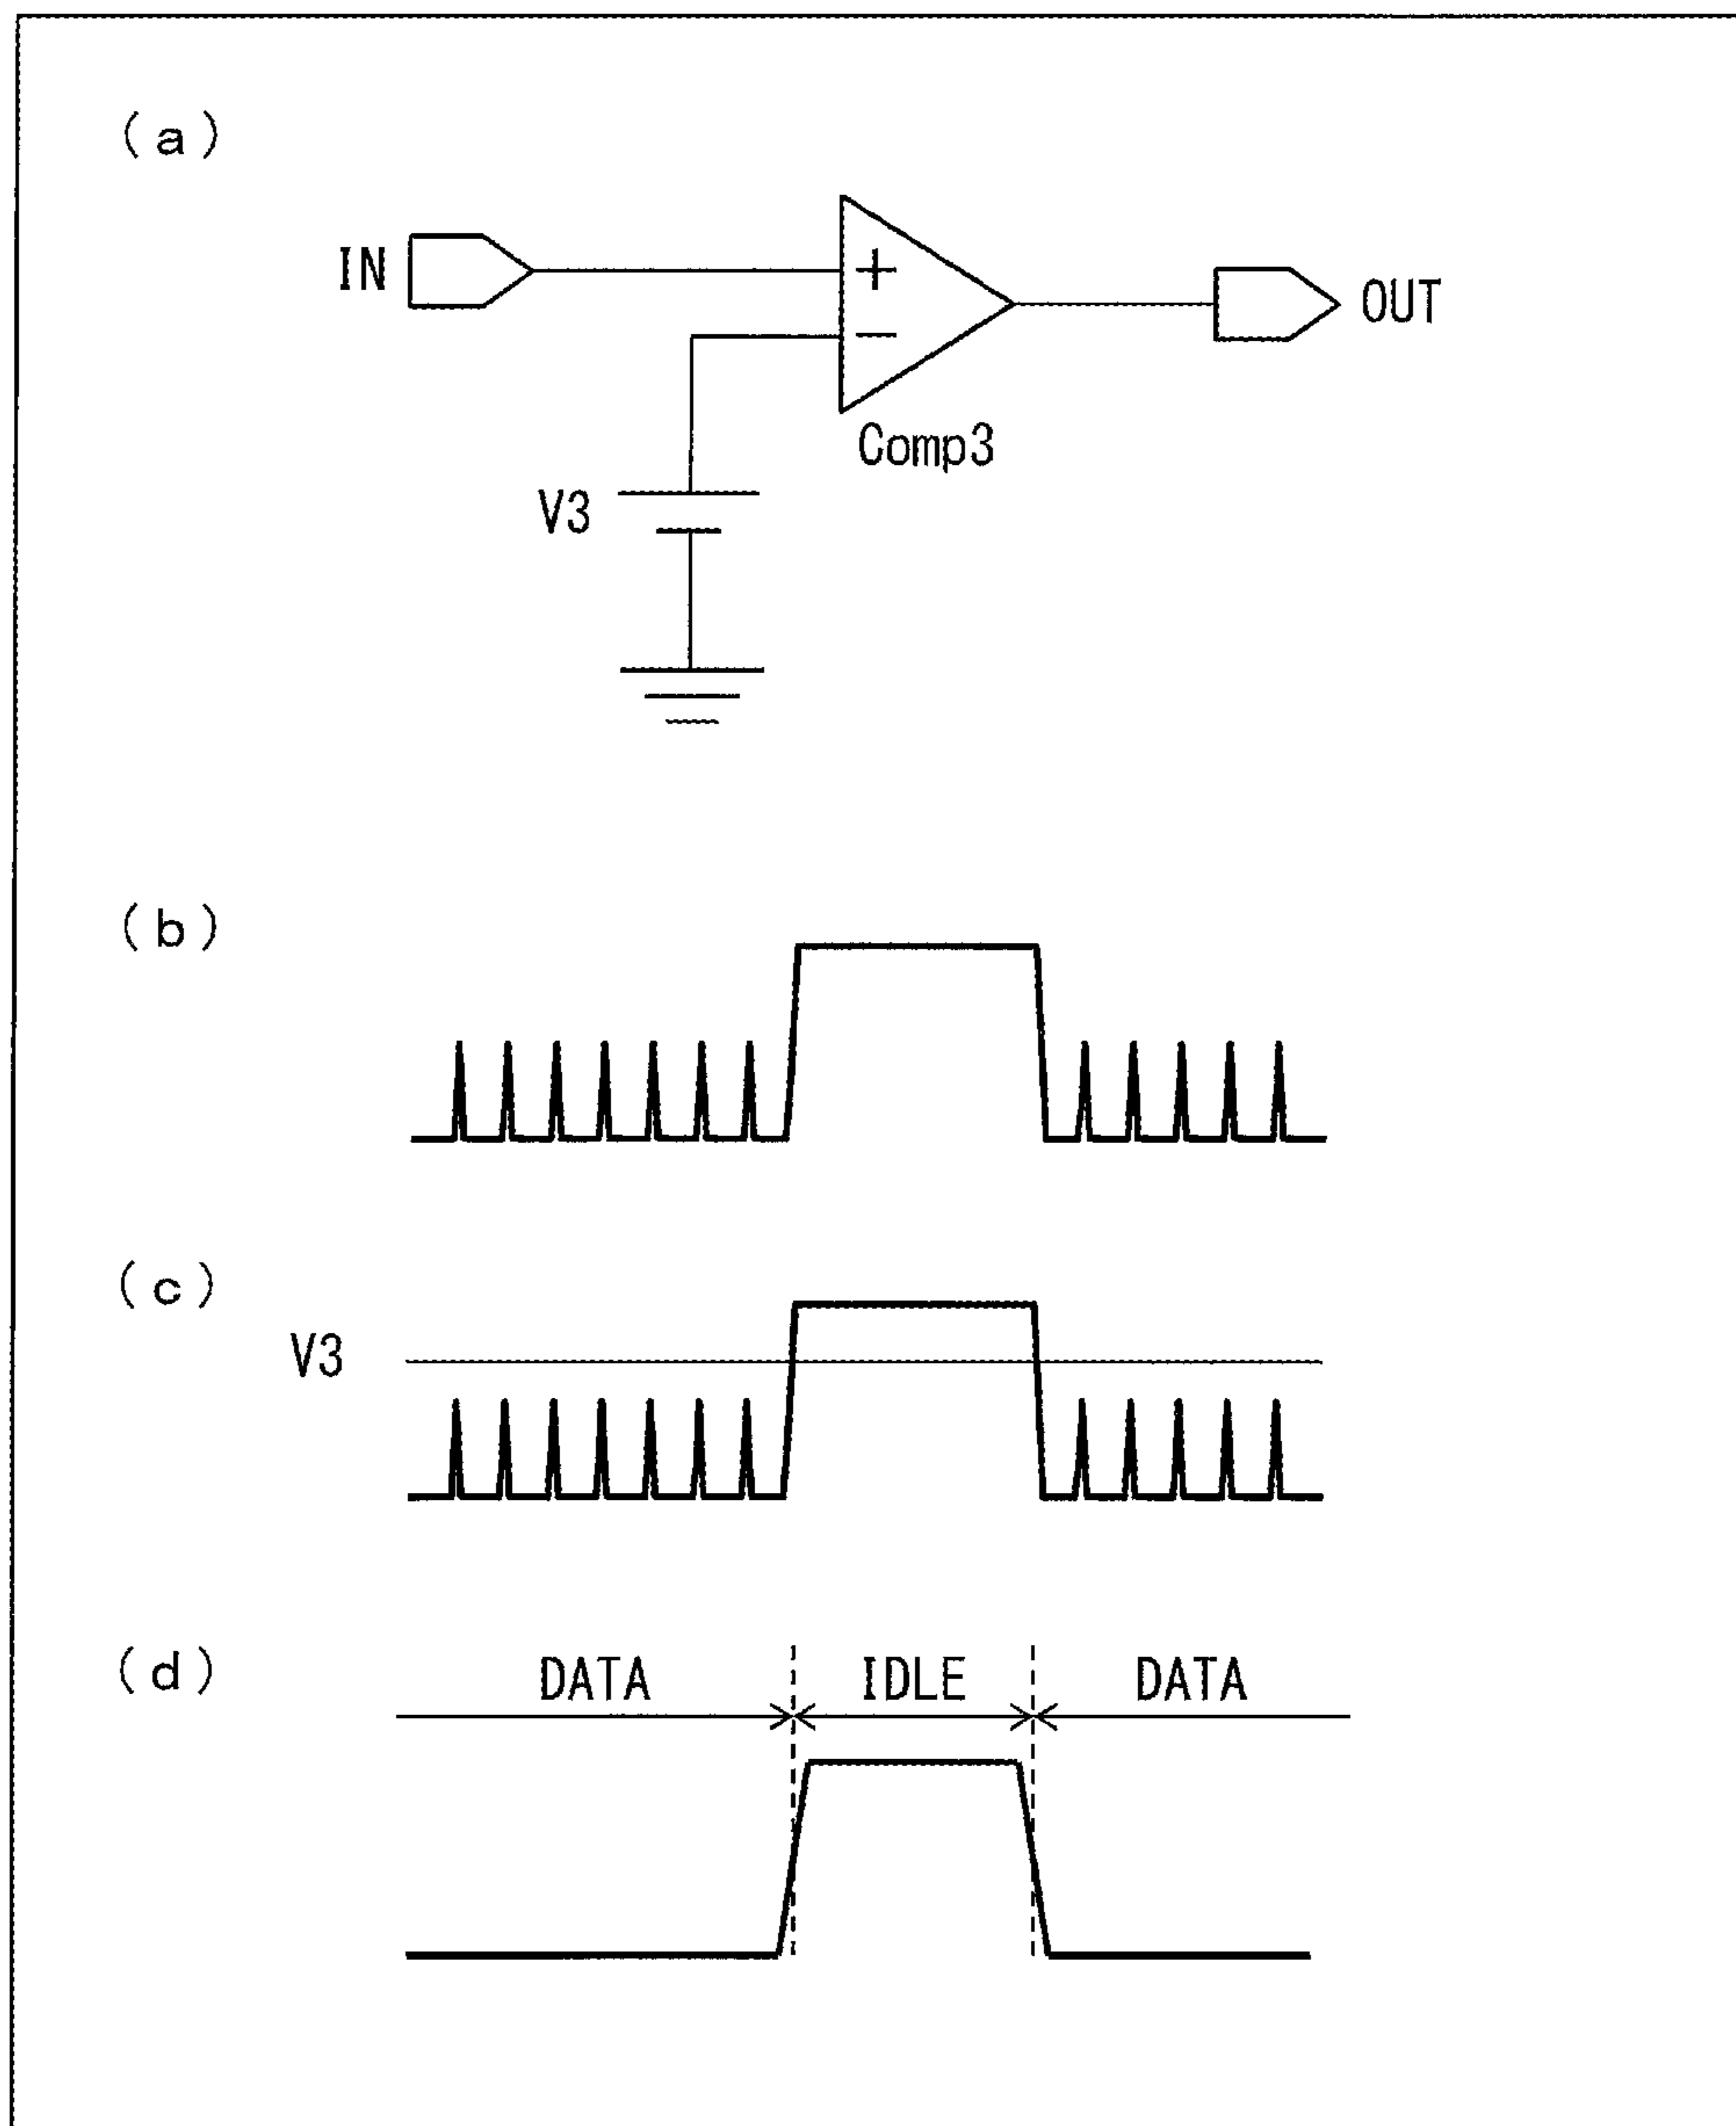 (a)
IN
+
−
OUT
Comp3
V3
(b)
(c)
V3
(d)
DATA IDLE DATA